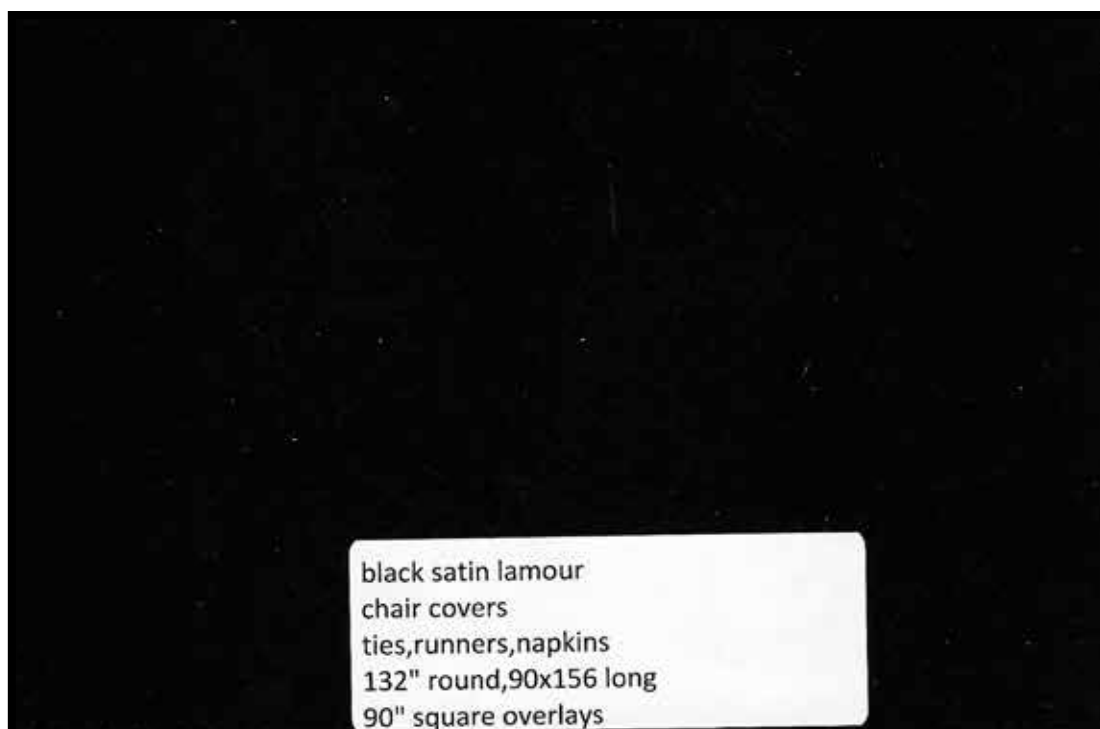 black satin lamour
chair covers
ties,runners,napkins
132" round,90x156 long
90" square overlays